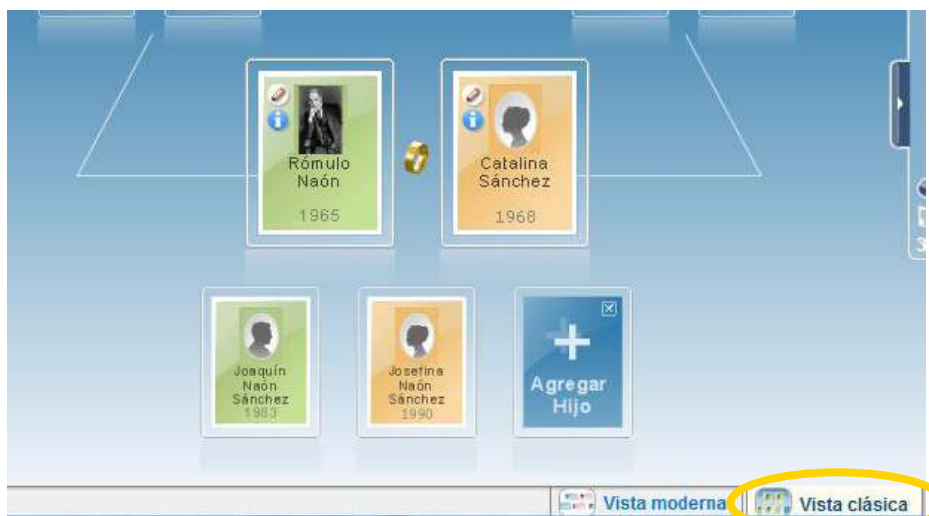 Rómulo
Naón
1965
Catalina
Sánchez
1968
Joaquín
Naón
Sánchez
1983
Josefina
Naón
Sánchez
1990
Agregar
Hijo
Vista moderna
Vista clásica